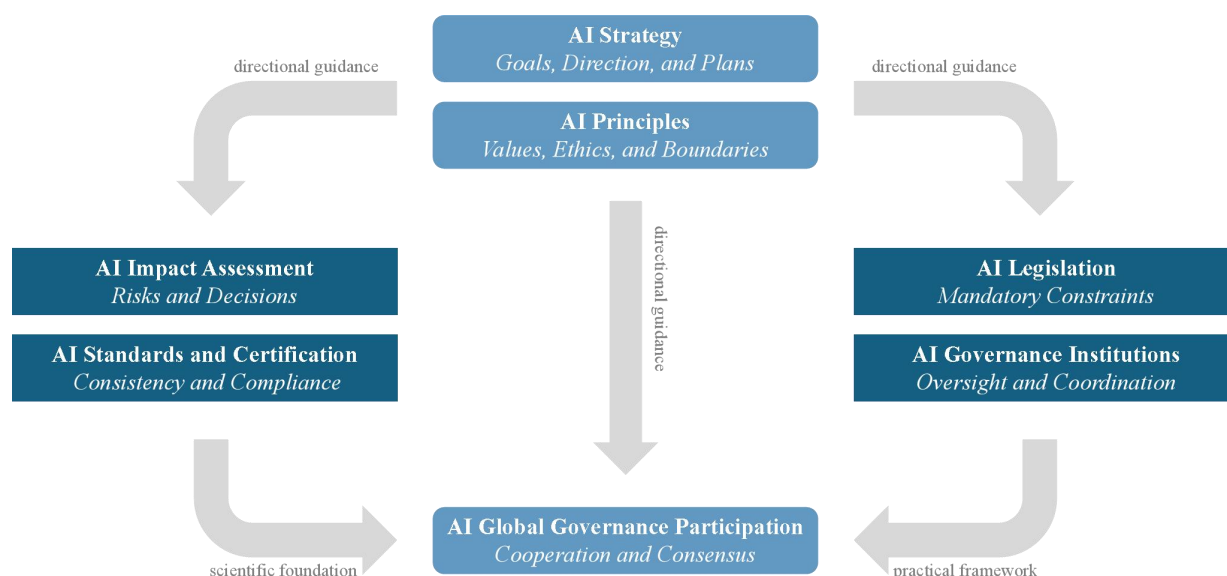 AI Strategy
Goals, Direction, and Plans
directional guidance
directional guidance
AI Principles
Values, Ethics, and Boundaries
directional guidance
AI Impact Assessment
Risks and Decisions
AI Standards and Certification
Consistency and Compliance
AI Legislation
Mandatory Constraints
AI Governance Institutions
Oversight and Coordination
AI Global Governance Participation
Cooperation and Consensus
scientific foundation
practical framework